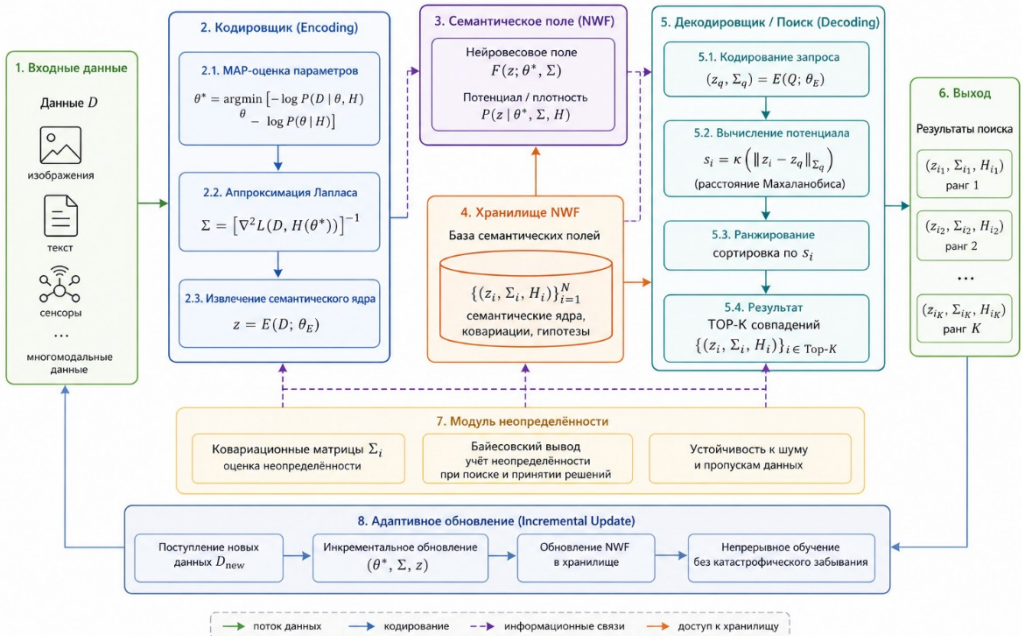 1. Входные данные
Данные D
изображения
текст
сенсоры
...
многомодальные
данные
2. Кодировщик (Encoding)
2.1. MAP-оценка параметров
θ* = argmin [−log P(D | θ, H)
θ
− log P(θ | H)]
2.2. Аппроксимация Лапласа
Σ = [∇²L(D, H(θ*))]⁻¹
2.3. Извлечение семантического ядра
z = E(D; θ_E)
3. Семантическое поле (NWF)
Нейровесовое поле
F(z; θ*, Σ)
Потенциал / плотность
P(z | θ*, Σ, H)
4. Хранилище NWF
База семантических полей
{(z_i, Σ_i, H_i)}_{i=1}^N
семантические ядра,
ковариации, гипотезы
5. Декодировщик / Поиск (Decoding)
5.1. Кодирование запроса
(z_q, Σ_q) = E(Q; θ_E)
5.2. Вычисление потенциала
s_i = κ(‖z_i − z_q‖_{Σ_q})
(расстояние Махаланобиса)
5.3. Ранжирование
сортировка по s_i
5.4. Результат
TOP-K совпадений
{(z_i, Σ_i, H_i)}_{i ∈ Top-K}
6. Выход
Результаты поиска
(z_{i_1}, Σ_{i_1}, H_{i_1})
ранг 1
(z_{i_2}, Σ_{i_2}, H_{i_2})
ранг 2
...
(z_{i_K}, Σ_{i_K}, H_{i_K})
ранг K
7. Модуль неопределённости
Ковариационные матрицы Σ_i
оценка неопределённости
Байесовский вывод
учёт неопределённости
при поиске и принятии решений
Устойчивость к шуму
и пропускам данных
8. Адаптивное обновление (Incremental Update)
Поступление новых
данных D_new
Инкрементальное обновление
(θ*, Σ, z)
Обновление NWF
в хранилище
Непрерывное обучение
без катастрофического забывания
поток данных
кодирование
информационные связи
доступ к хранилищу